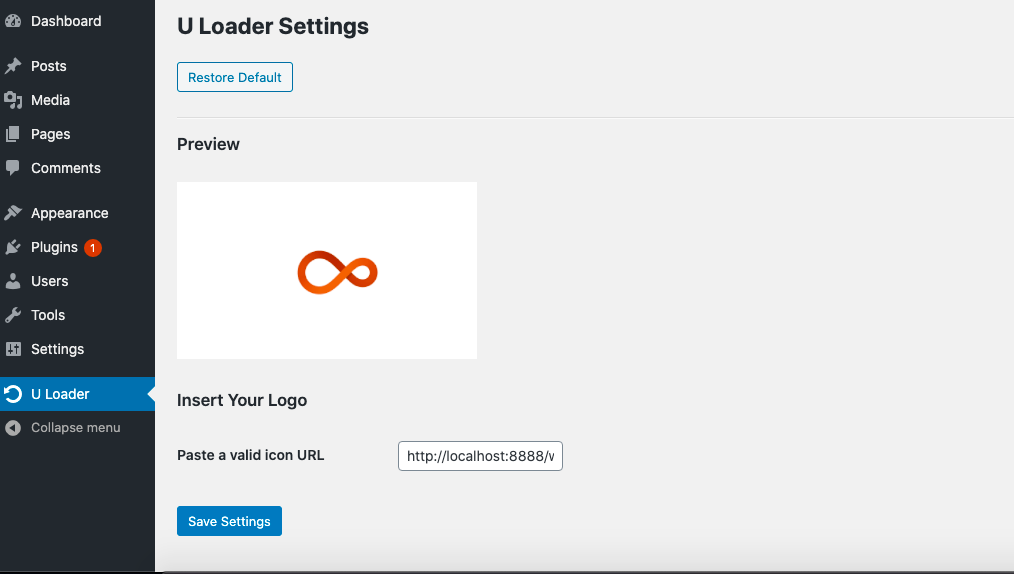 Dashboard
Posts
Media
Pages
Comments
Appearance
Plugins 1
Users
Tools
Settings
U Loader
Collapse menu
U Loader Settings
Restore Default
Preview
Insert Your Logo
Paste a valid icon URL
http://localhost:8888/
Save Settings